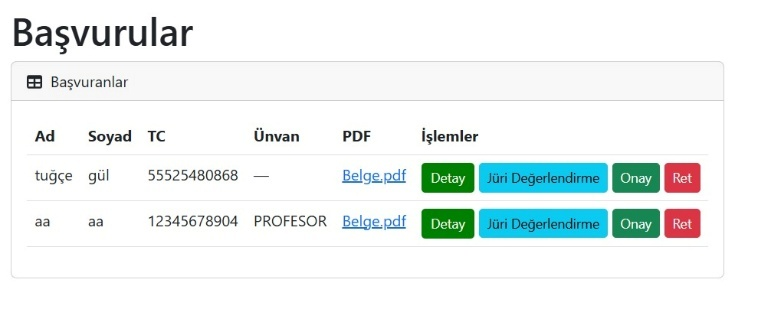 Başvurular
Başvuranlar
Ad Soyad TC Ünvan PDF İşlemler
tuğçe gül 55525480868 — Belge.pdf Detay Jüri Değerlendirme Onay Ret
aa aa 12345678904 PROFESOR Belge.pdf Detay Jüri Değerlendirme Onay Ret